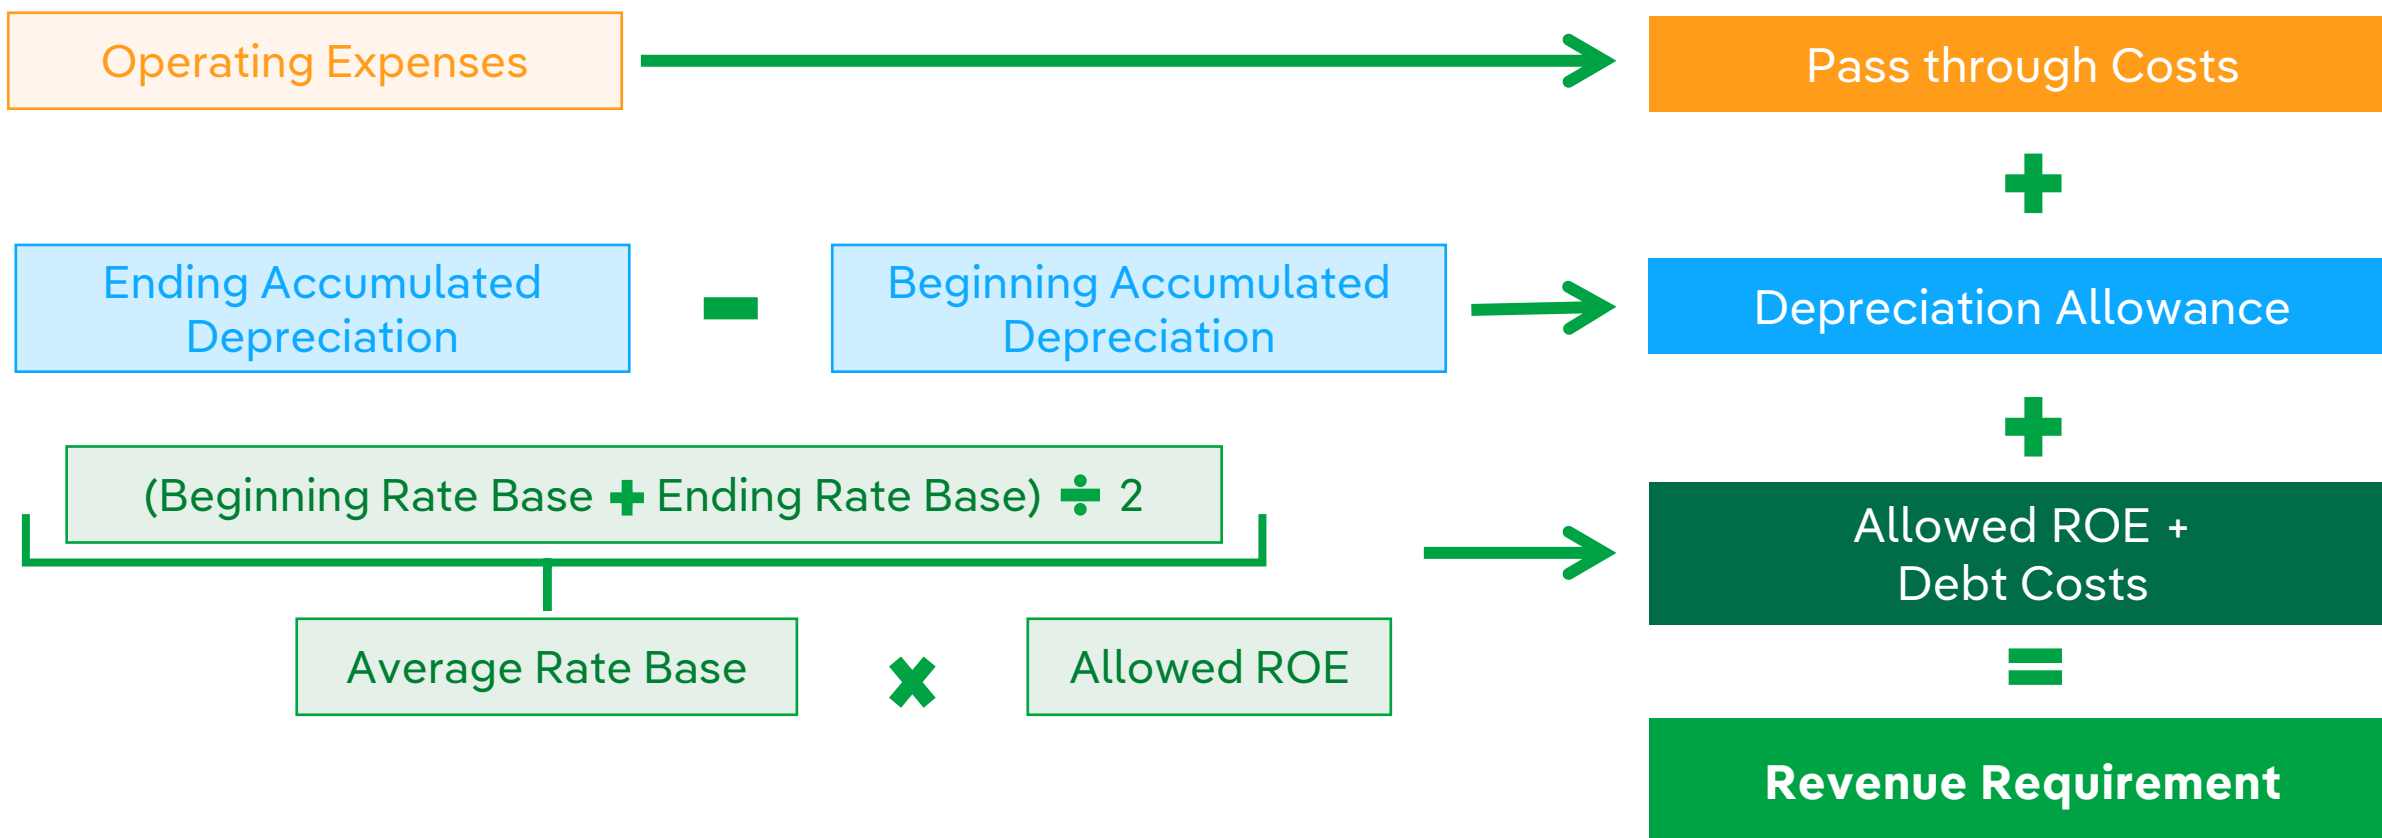 Operating Expenses
Pass through Costs
Ending Accumulated
Depreciation
Beginning Accumulated
Depreciation
Depreciation Allowance
(Beginning Rate Base + Ending Rate Base) ÷ 2
Allowed ROE +
Debt Costs
Average Rate Base
Allowed ROE
Revenue Requirement